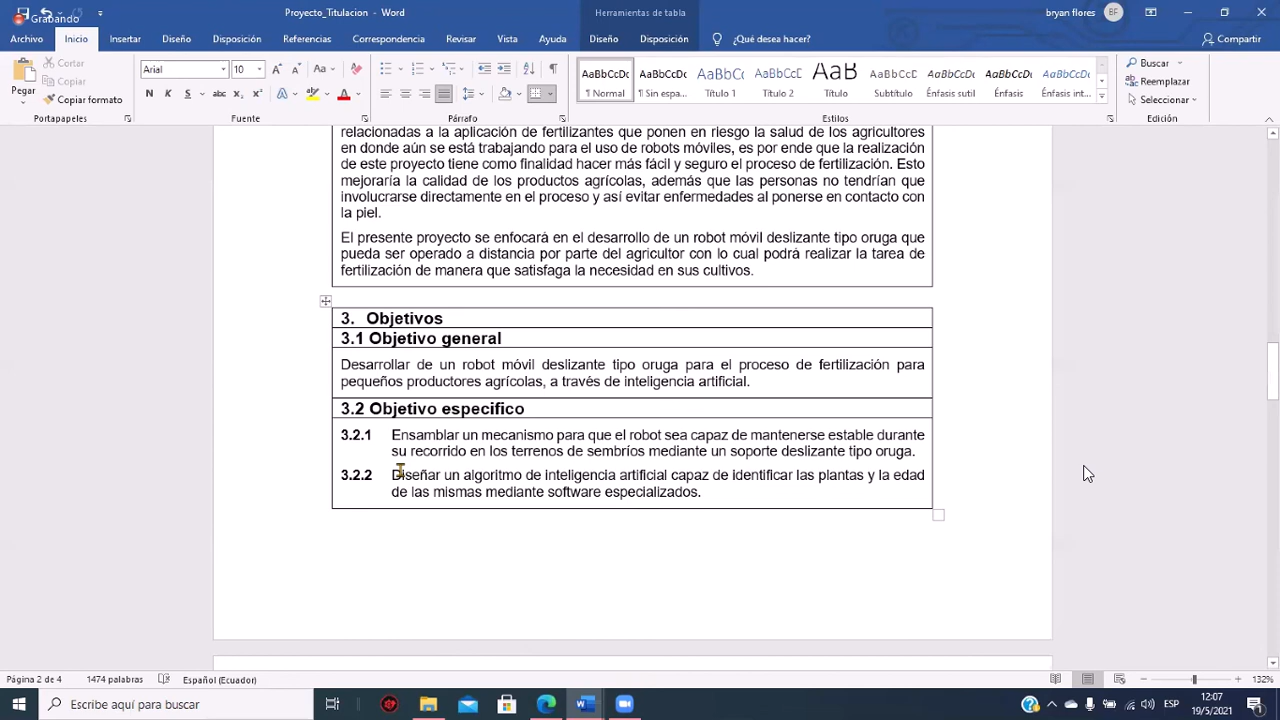 Grabando
Proyecto_Titulacion - Word
Herramientas de tabla
bryan flores
BF
Archivo
Inicio
Insertar
Diseño
Disposición
Referencias
Correspondencia
Revisar
Vista
Ayuda
Diseño
Disposición
¿Qué desea hacer?
Compartir
Pegar
Cortar
Copiar
Copiar formato
Portapapeles
Arial
10
N K S abc x₂ x²
Fuente
Párrafo
AaBbCcDc
¶ Normal
AaBbCcDc
¶ Sin espa...
AaBbCc
Título 1
AaBbCcD
Título 2
AaB
Título
AaBbCcD
Subtítulo
AaBbCcDc
Énfasis sutil
AaBbCcDc
Énfasis
AaBbCcDc
Énfasis int...
Estilos
Buscar
Reemplazar
Seleccionar
Edición
relacionadas a la aplicación de fertilizantes que ponen en riesgo la salud de los agricultores
en donde aún se está trabajando para el uso de robots móviles, es por ende que la realización
de este proyecto tiene como finalidad hacer más fácil y seguro el proceso de fertilización. Esto
mejoraría la calidad de los productos agrícolas, además que las personas no tendrían que
involucrarse directamente en el proceso y así evitar enfermedades al ponerse en contacto con
la piel.
El presente proyecto se enfocará en el desarrollo de un robot móvil deslizante tipo oruga que
pueda ser operado a distancia por parte del agricultor con lo cual podrá realizar la tarea de
fertilización de manera que satisfaga la necesidad en sus cultivos.
3. Objetivos
3.1 Objetivo general
Desarrollar de un robot móvil deslizante tipo oruga para el proceso de fertilización para
pequeños productores agrícolas, a través de inteligencia artificial.
3.2 Objetivo especifico
3.2.1 Ensamblar un mecanismo para que el robot sea capaz de mantenerse estable durante
su recorrido en los terrenos de sembríos mediante un soporte deslizante tipo oruga.
3.2.2 Diseñar un algoritmo de inteligencia artificial capaz de identificar las plantas y la edad
de las mismas mediante software especializados.
Página 2 de 4
1474 palabras
Español (Ecuador)
132%
Escribe aquí para buscar
ESP
12:07
19/5/2021